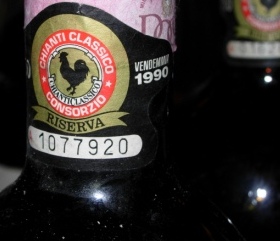 CHIANTI CLASSICO
CHIANTI CLASSICO
CONSORZIO
RISERVA
1077920
VENDEMMIA
1990